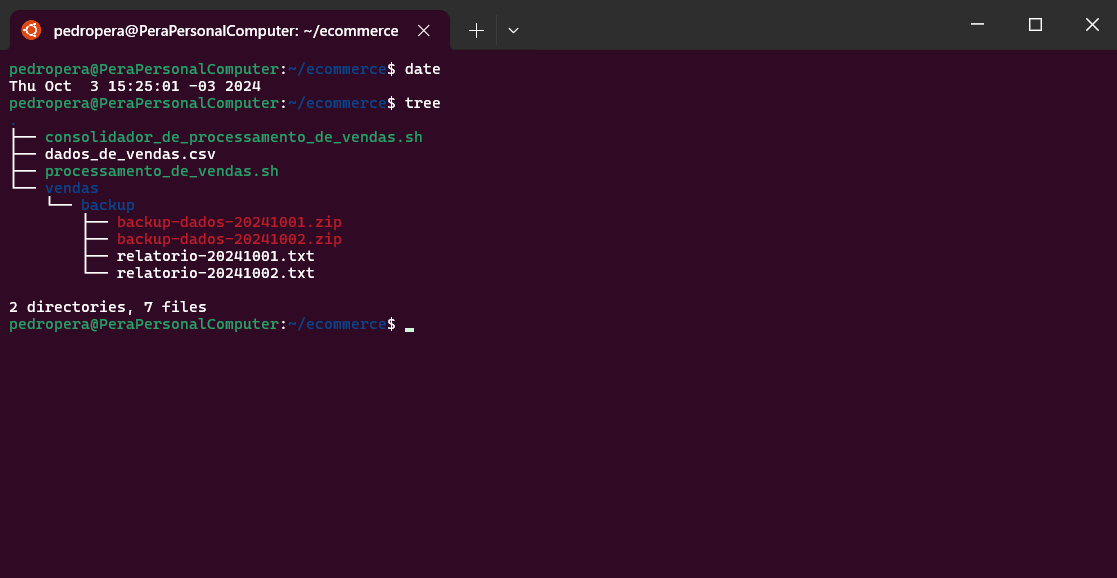 pedropera@PeraPersonalComputer: ~/ecommerce
pedropera@PeraPersonalComputer:~/ecommerce$ date
Thu Oct  3 15:25:01 -03 2024
pedropera@PeraPersonalComputer:~/ecommerce$ tree
.
├── consolidador_de_processamento_de_vendas.sh
├── dados_de_vendas.csv
├── processamento_de_vendas.sh
└── vendas
    └── backup
        ├── backup-dados-20241001.zip
        ├── backup-dados-20241002.zip
        ├── relatorio-20241001.txt
        └── relatorio-20241002.txt
2 directories, 7 files
pedropera@PeraPersonalComputer:~/ecommerce$